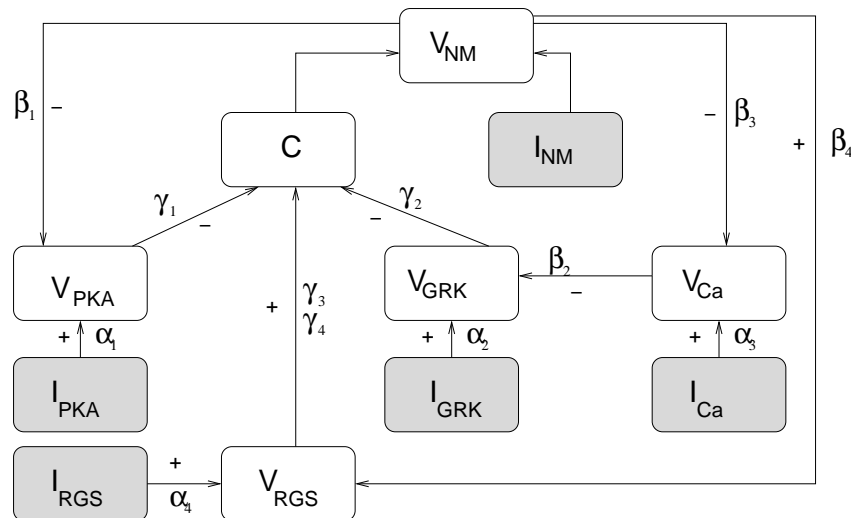 V_NM
β₁ −
− β₃
+ β₄
C
I_NM
γ₁
−
γ₂
−
V_PKA
γ₃
+
γ₄
V_GRK
β₂
−
V_Ca
+ α₁
+ α₂
+ α₃
I_PKA
I_GRK
I_Ca
I_RGS
+
α₄
V_RGS